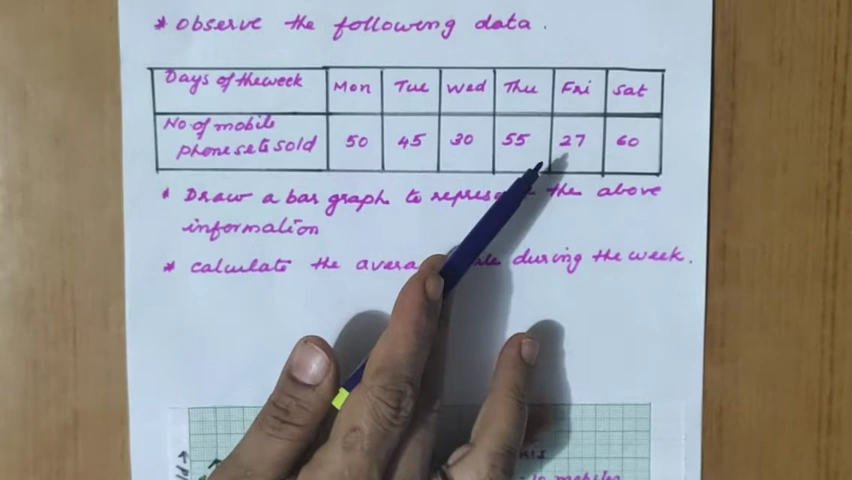 * Observe the following data.
Days of the week Mon Tue Wed Thu Fri Sat
No of mobile
phone sets sold 50 45 30 55 27 60
* Draw a bar graph to the above
information
* calculate the during the week.
mobiles